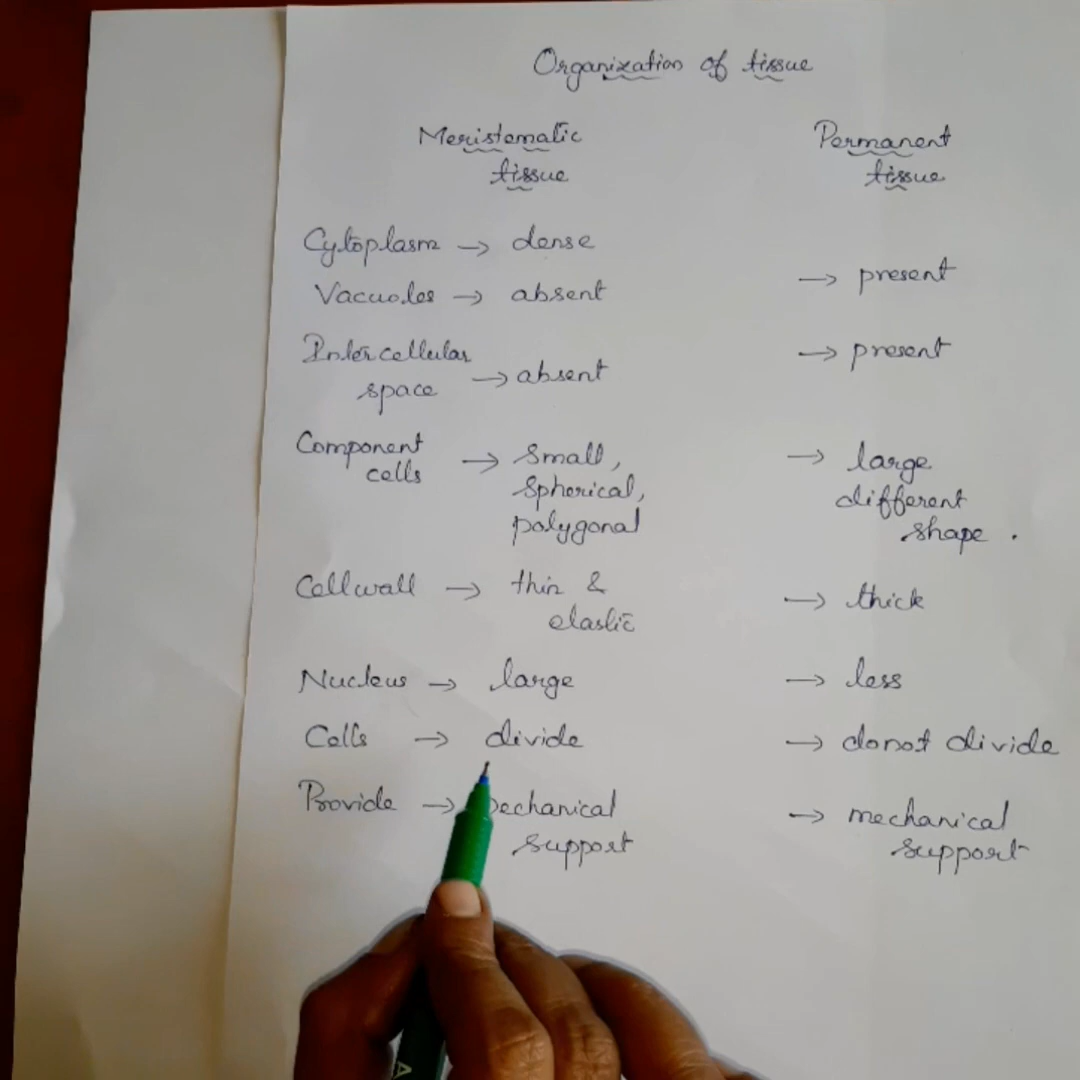 Organization of tissue
Meristematic
tissue
Permanent
tissue
Cytoplasm → dense
Vacuoles → absent
→ present
Intercellular
space → absent
→ present
Component
cells → small,
spherical,
polygonal
→ large
different
shape.
Cellwall → thin &
elastic
→ thick
Nucleus → large
→ less
Cells → divide
→ donot divide
Provide → mechanical
support
→ mechanical
support
A